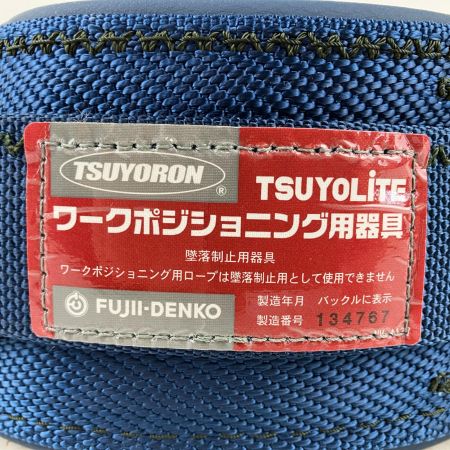 TSUYORON ®
TSUYOLiTE
ワークポジショニング用器具
墜落制止用器具
ワークポジショニング用ロープは墜落制止用として使用できません
FUJII-DENKO
製造年月 バックルに表示
製造番号 134767